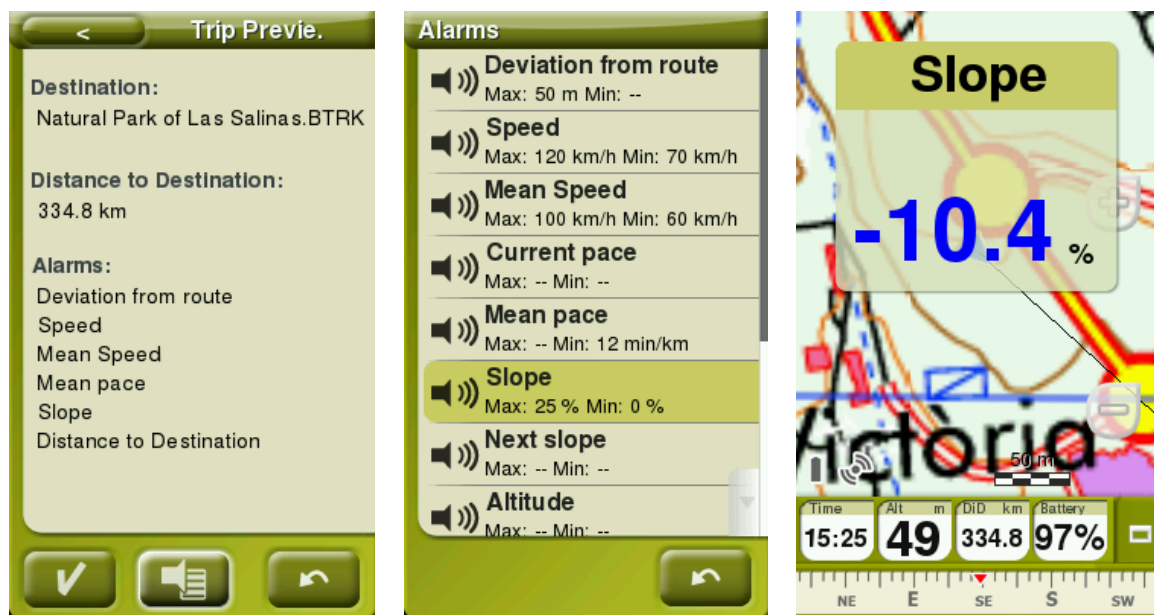 <
Trip Previe.
Destination:
Natural Park of Las Salinas.BTRK
Distance to Destination:
334.8 km
Alarms:
Deviation from route
Speed
Mean Speed
Mean pace
Slope
Distance to Destination
Alarms
Deviation from route
Max: 50 m Min: --
Speed
Max: 120 km/h Min: 70 km/h
Mean Speed
Max: 100 km/h Min: 60 km/h
Current pace
Max: -- Min: --
Mean pace
Max: -- Min: 12 min/km
Slope
Max: 25 % Min: 0 %
Next slope
Max: -- Min: --
Altitude
Max: -- Min: --
Slope
-10.4 %
Victòria
50 m
Time Alt m DiD km Battery
15:25 49 334.8 97%
NE E SE S SW